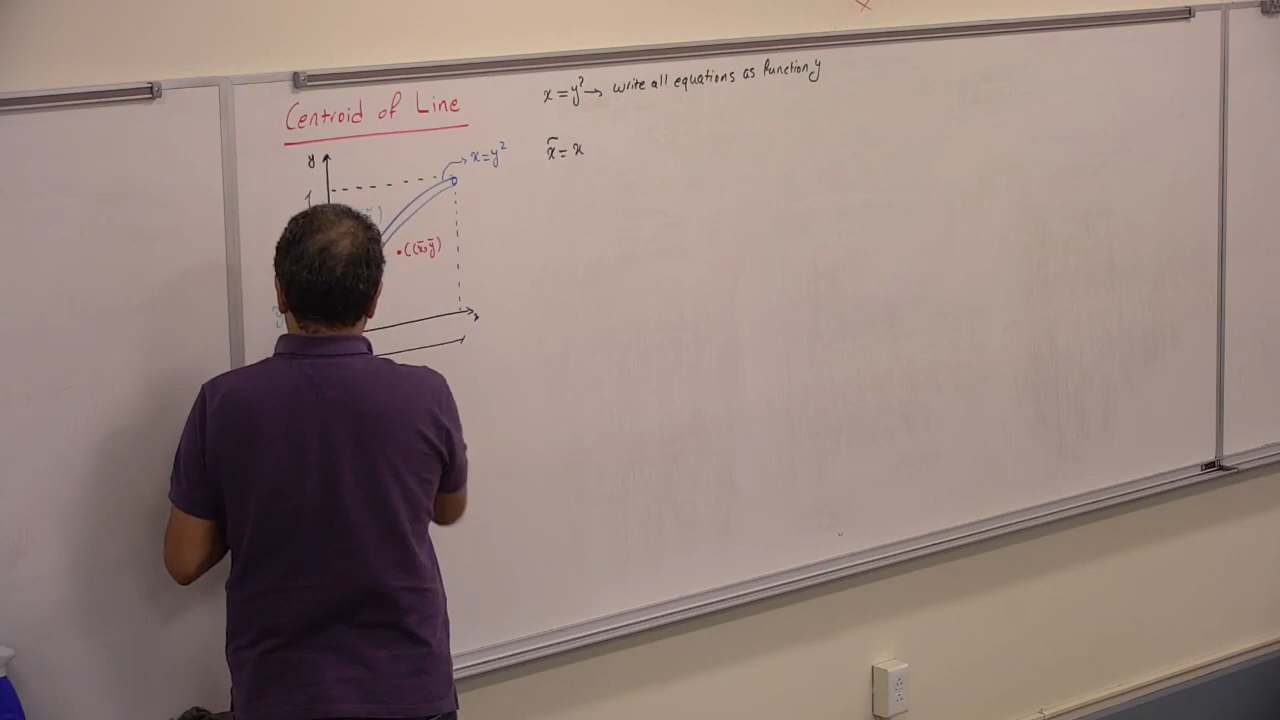 Centroid of Line
x = y² → write all equations as function y
x̃ = x
y
x = y²
1
•((x̄, ȳ)
x